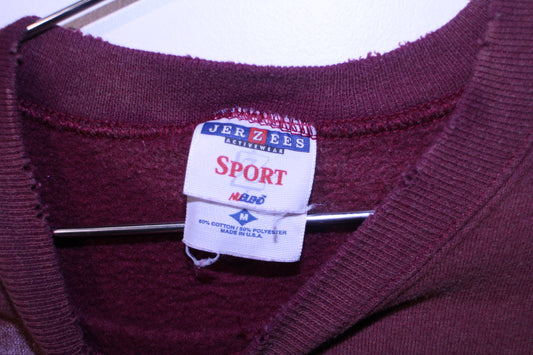 JERZEES
ACTIVEWEAR
SPORT
NUBLEND
M
50% COTTON / 50% POLYESTER
MADE IN U.S.A.